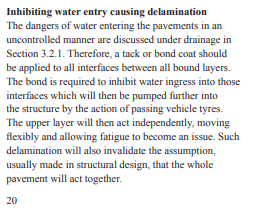 Inhibiting water entry causing delamination
The dangers of water entering the pavements in an
uncontrolled manner are discussed under drainage in
Section 3.2.1. Therefore, a tack or bond coat should
be applied to all interfaces between all bound layers.
The bond is required to inhibit water ingress into those
interfaces which will then be pumped further into
the structure by the action of passing vehicle tyres.
The upper layer will then act independently, moving
flexibly and allowing fatigue to become an issue. Such
delamination will also invalidate the assumption,
usually made in structural design, that the whole
pavement will act together.
20